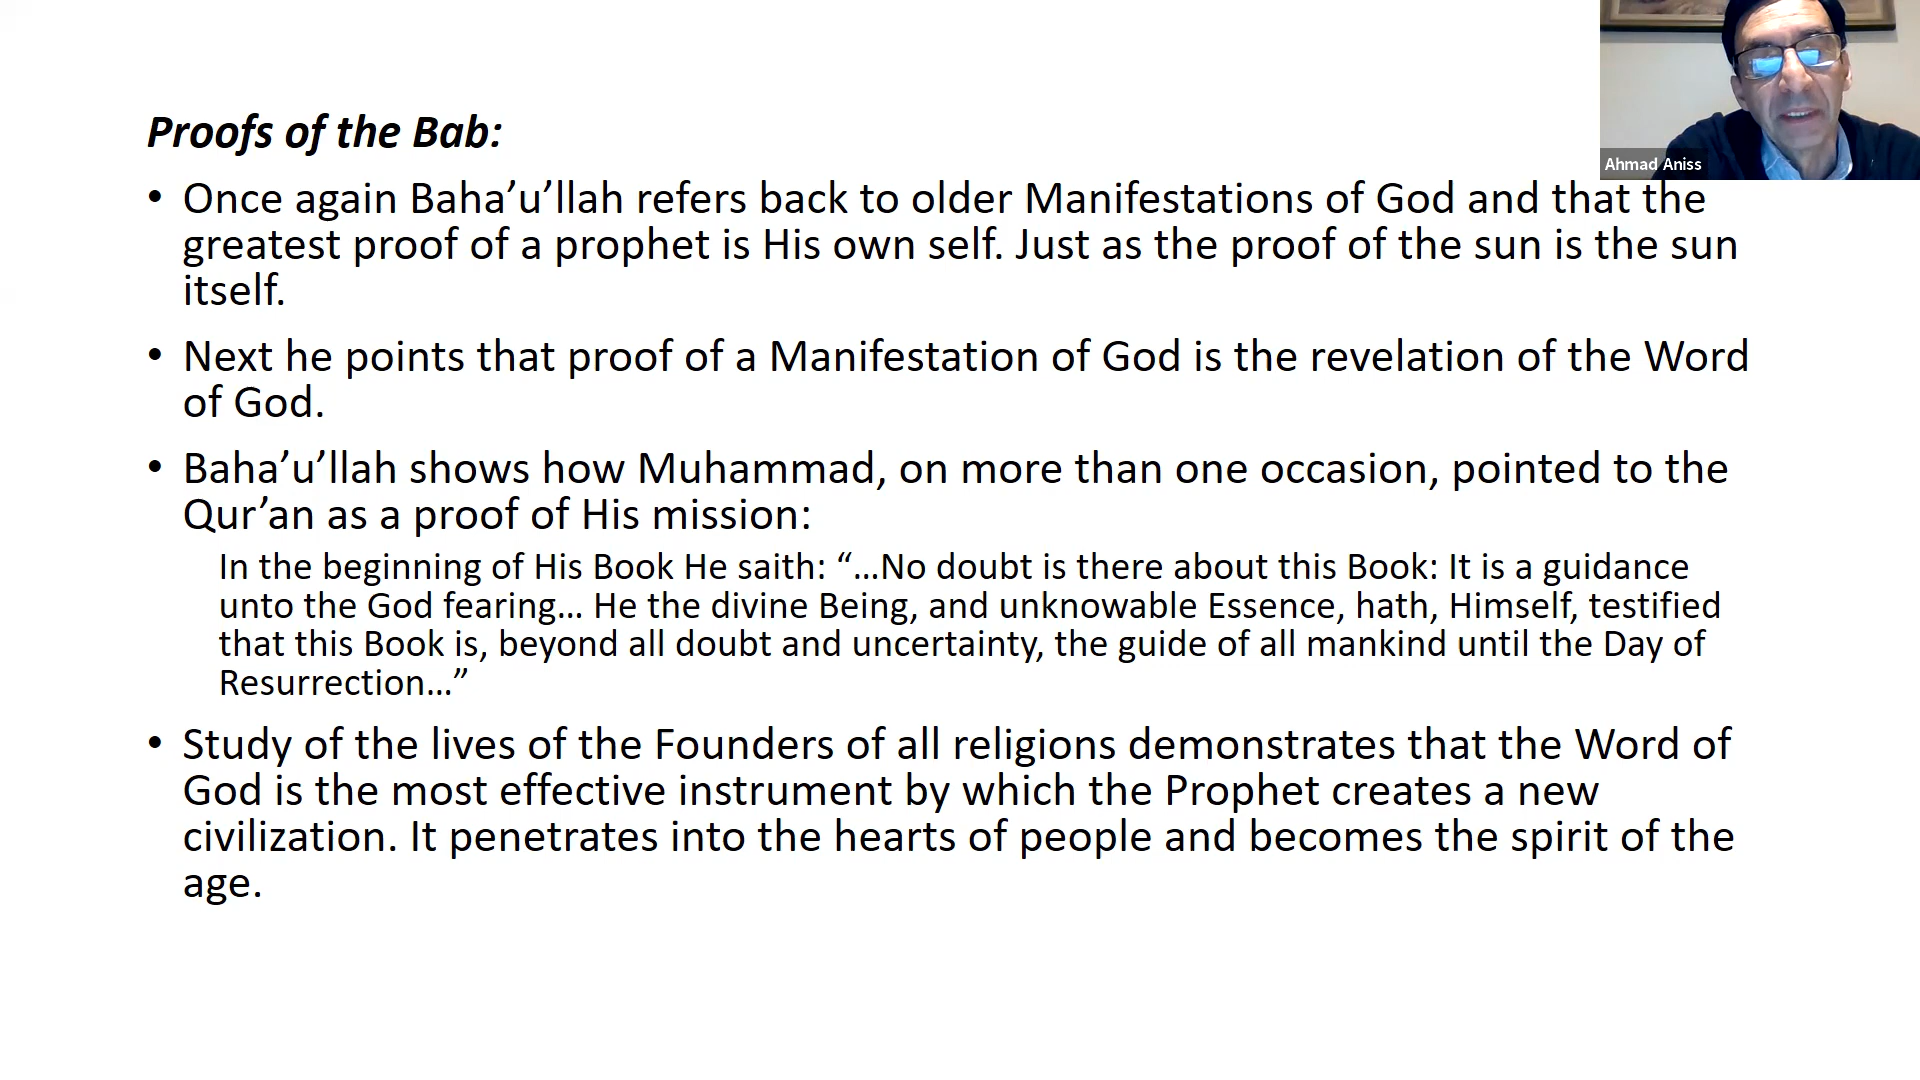 Proofs of the Bab:
• Once again Baha’u’llah refers back to older Manifestations of God and that the
greatest proof of a prophet is His own self. Just as the proof of the sun is the sun
itself.
• Next he points that proof of a Manifestation of God is the revelation of the Word
of God.
• Baha’u’llah shows how Muhammad, on more than one occasion, pointed to the
Qur’an as a proof of His mission:
In the beginning of His Book He saith: “…No doubt is there about this Book: It is a guidance
unto the God fearing… He the divine Being, and unknowable Essence, hath, Himself, testified
that this Book is, beyond all doubt and uncertainty, the guide of all mankind until the Day of
Resurrection…”
• Study of the lives of the Founders of all religions demonstrates that the Word of
God is the most effective instrument by which the Prophet creates a new
civilization. It penetrates into the hearts of people and becomes the spirit of the
age.
Ahmad Aniss